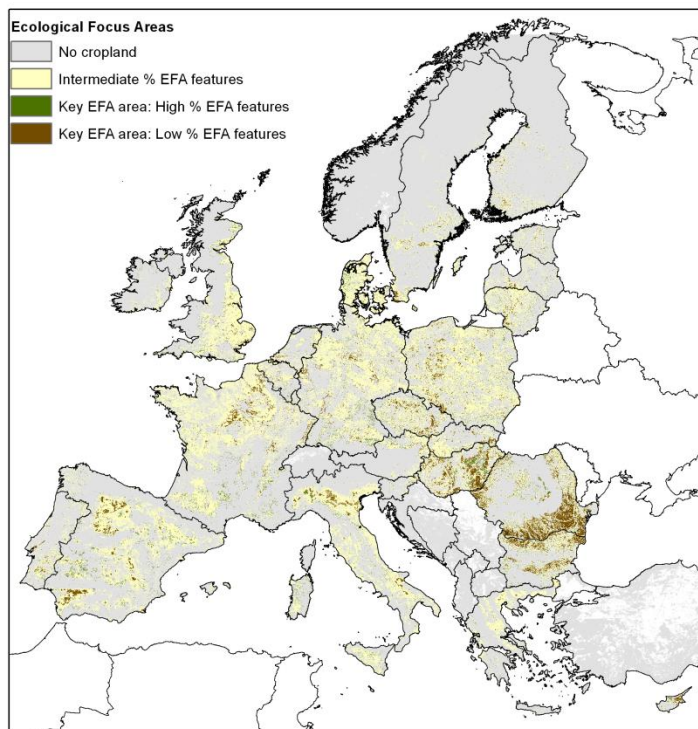 Ecological Focus Areas
No cropland
Intermediate % EFA features
Key EFA area: High % EFA features
Key EFA area: Low % EFA features